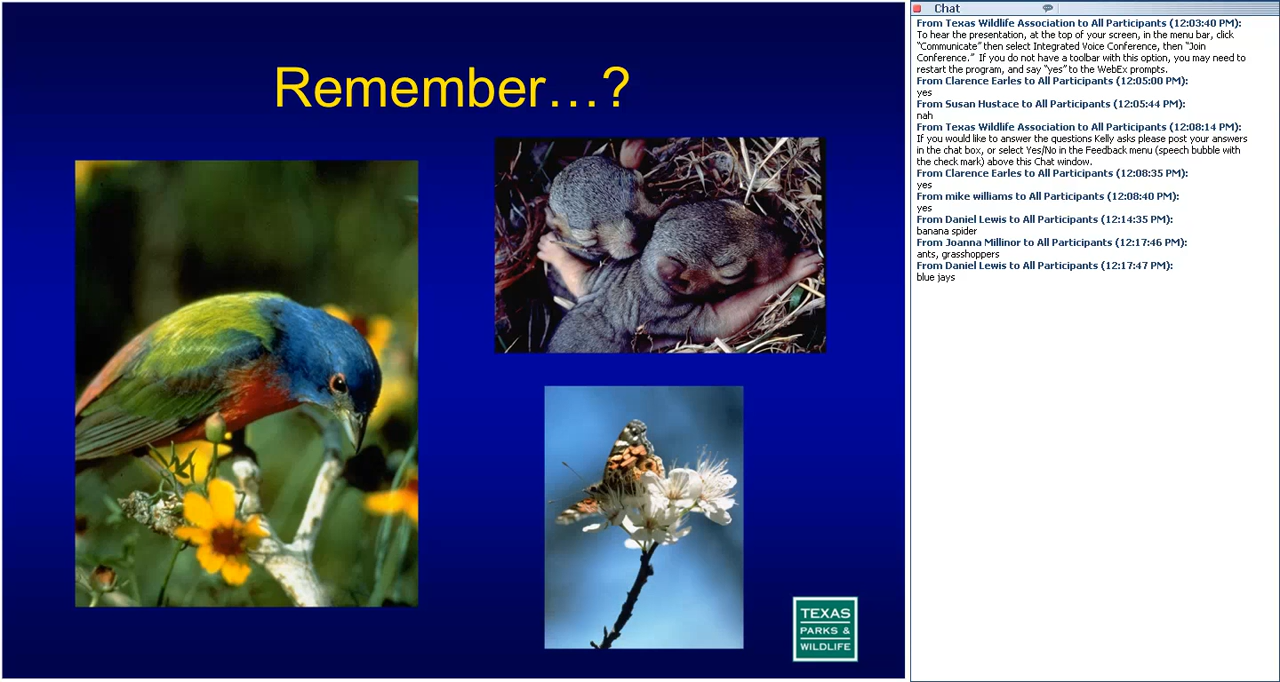 Remember…?
TEXAS
PARKS &
WILDLIFE
Chat
From Texas Wildlife Association to All Participants (12:03:40 PM):
To hear the presentation, at the top of your screen, in the menu bar, click
“Communicate” then select Integrated Voice Conference, then “Join
Conference.”  If you do not have a toolbar with this option, you may need to
restart the program, and say “yes” to the WebEx prompts.
From Clarence Earles to All Participants (12:05:00 PM):
yes
From Susan Hustace to All Participants (12:05:44 PM):
nah
From Texas Wildlife Association to All Participants (12:08:14 PM):
If you would like to answer the questions Kelly asks please post your answers
in the chat box, or select Yes/No in the Feedback menu (speech bubble with
the check mark) above this Chat window.
From Clarence Earles to All Participants (12:08:35 PM):
yes
From mike williams to All Participants (12:08:40 PM):
yes
From Daniel Lewis to All Participants (12:14:35 PM):
banana spider
From Joanna Millinor to All Participants (12:17:46 PM):
ants, grasshoppers
From Daniel Lewis to All Participants (12:17:47 PM):
blue jays